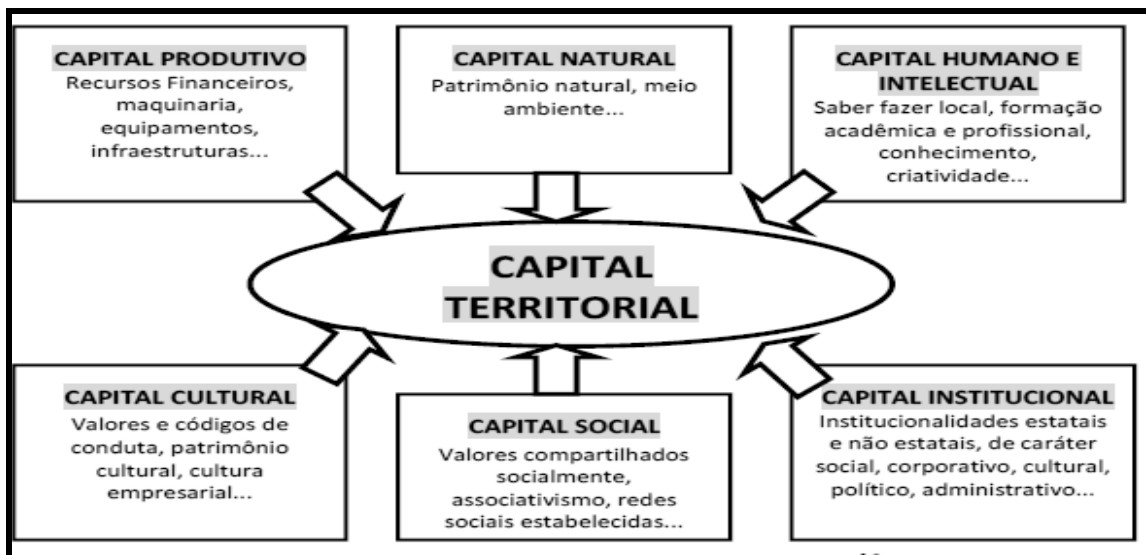 CAPITAL PRODUTIVO
Recursos Financeiros,
maquinaria,
equipamentos,
infraestruturas...
CAPITAL NATURAL
Patrimônio natural, meio
ambiente...
CAPITAL HUMANO E
INTELECTUAL
Saber fazer local, formação
acadêmica e profissional,
conhecimento,
criatividade...
CAPITAL
TERRITORIAL
CAPITAL CULTURAL
Valores e códigos de
conduta, patrimônio
cultural, cultura
empresarial...
CAPITAL SOCIAL
Valores compartilhados
socialmente,
associativismo, redes
sociais estabelecidas...
CAPITAL INSTITUCIONAL
Institucionalidades estatais
e não estatais, de caráter
social, corporativo, cultural,
político, administrativo...